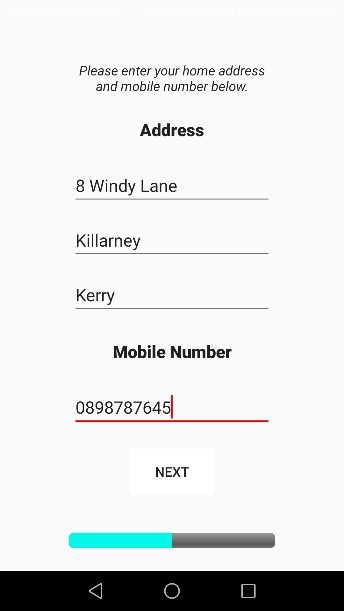 Please enter your home address
and mobile number below.
Address
8 Windy Lane
Killarney
Kerry
Mobile Number
0898787645
NEXT